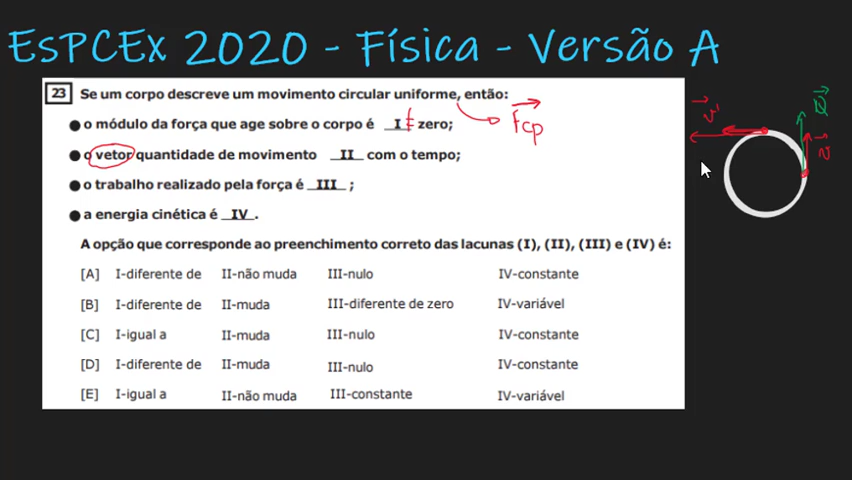 EsPCEx 2020 - Física - Versão A
23 Se um corpo descreve um movimento circular uniforme, então:
Fcp
● o módulo da força que age sobre o corpo é __I__ ≠ zero;
● o vetor quantidade de movimento __II__ com o tempo;
● o trabalho realizado pela força é __III__ ;
● a energia cinética é __IV__ .
A opção que corresponde ao preenchimento correto das lacunas (I), (II), (III) e (IV) é:
[A] I-diferente de II-não muda III-nulo IV-constante
[B] I-diferente de II-muda III-diferente de zero IV-variável
[C] I-igual a II-muda III-nulo IV-constante
[D] I-diferente de II-muda III-nulo IV-constante
[E] I-igual a II-não muda III-constante IV-variável
v'
Q
v